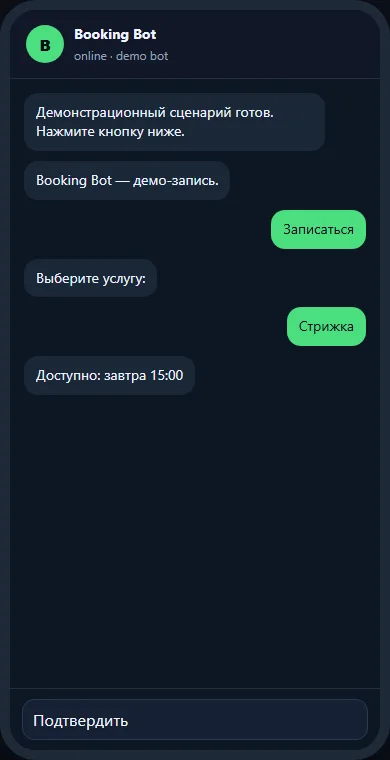 B
Booking Bot
online · demo bot
Демонстрационный сценарий готов.
Нажмите кнопку ниже.
Booking Bot — демо-запись.
Записаться
Выберите услугу:
Стрижка
Доступно: завтра 15:00
Подтвердить